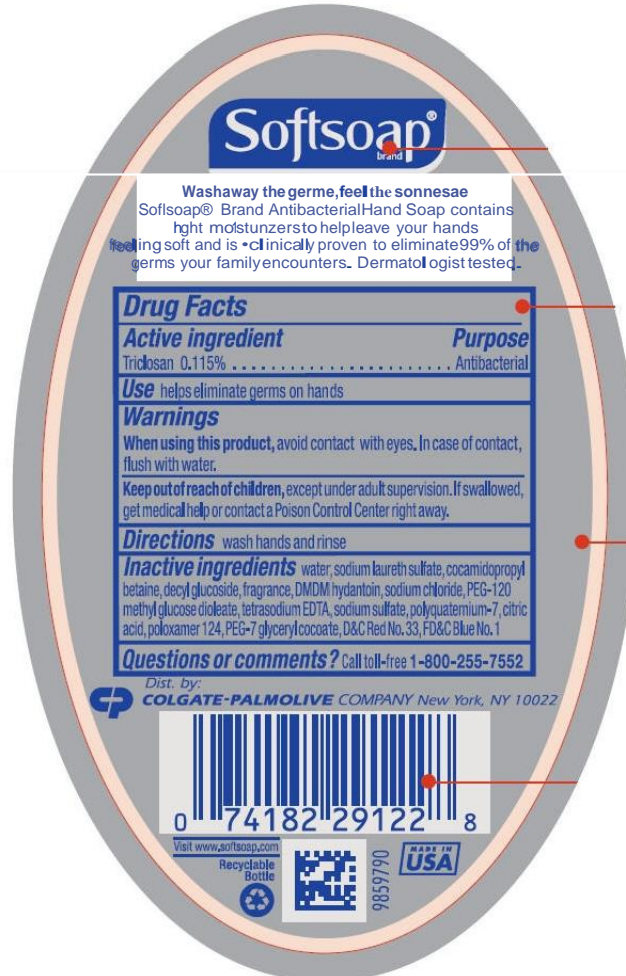 Softsoap®
brand
Washaway the germe,feel the sonnesae
Soflsoap® Brand Antibacterial Hand Soap contains
hght mo!stunzers to help leave your hands
feeling soft and is •clinically proven to eliminate 99% of the
germs your family encounters.. Dermatologist tested..
Drug Facts
Active ingredient Purpose
Triclosan 0.115% ........................ Antibacterial
Use helps eliminate germs on hands
Warnings
When using this product, avoid contact with eyes. In case of contact,
flush with water.
Keep out of reach of children, except under adult supervision. If swallowed,
get medical help or contact a Poison Control Center right away.
Directions wash hands and rinse
Inactive ingredients water, sodium laureth sulfate, cocamidopropyl
betaine, decyl glucoside, fragrance, DMDM hydantoin, sodium chloride, PEG-120
methyl glucose dioleate, tetrasodium EDTA, sodium sulfate, polyquaternium-7, citric
acid, poloxamer 124, PEG-7 glyceryl cocoate, D&C Red No. 33, FD&C Blue No. 1
Questions or comments? Call toll-free 1-800-255-7552
Dist. by:
CP COLGATE-PALMOLIVE COMPANY New York, NY 10022
0 74182 29122 8
Visit www.softsoap.com
Recyclable
Bottle
9859790
MADE IN
USA